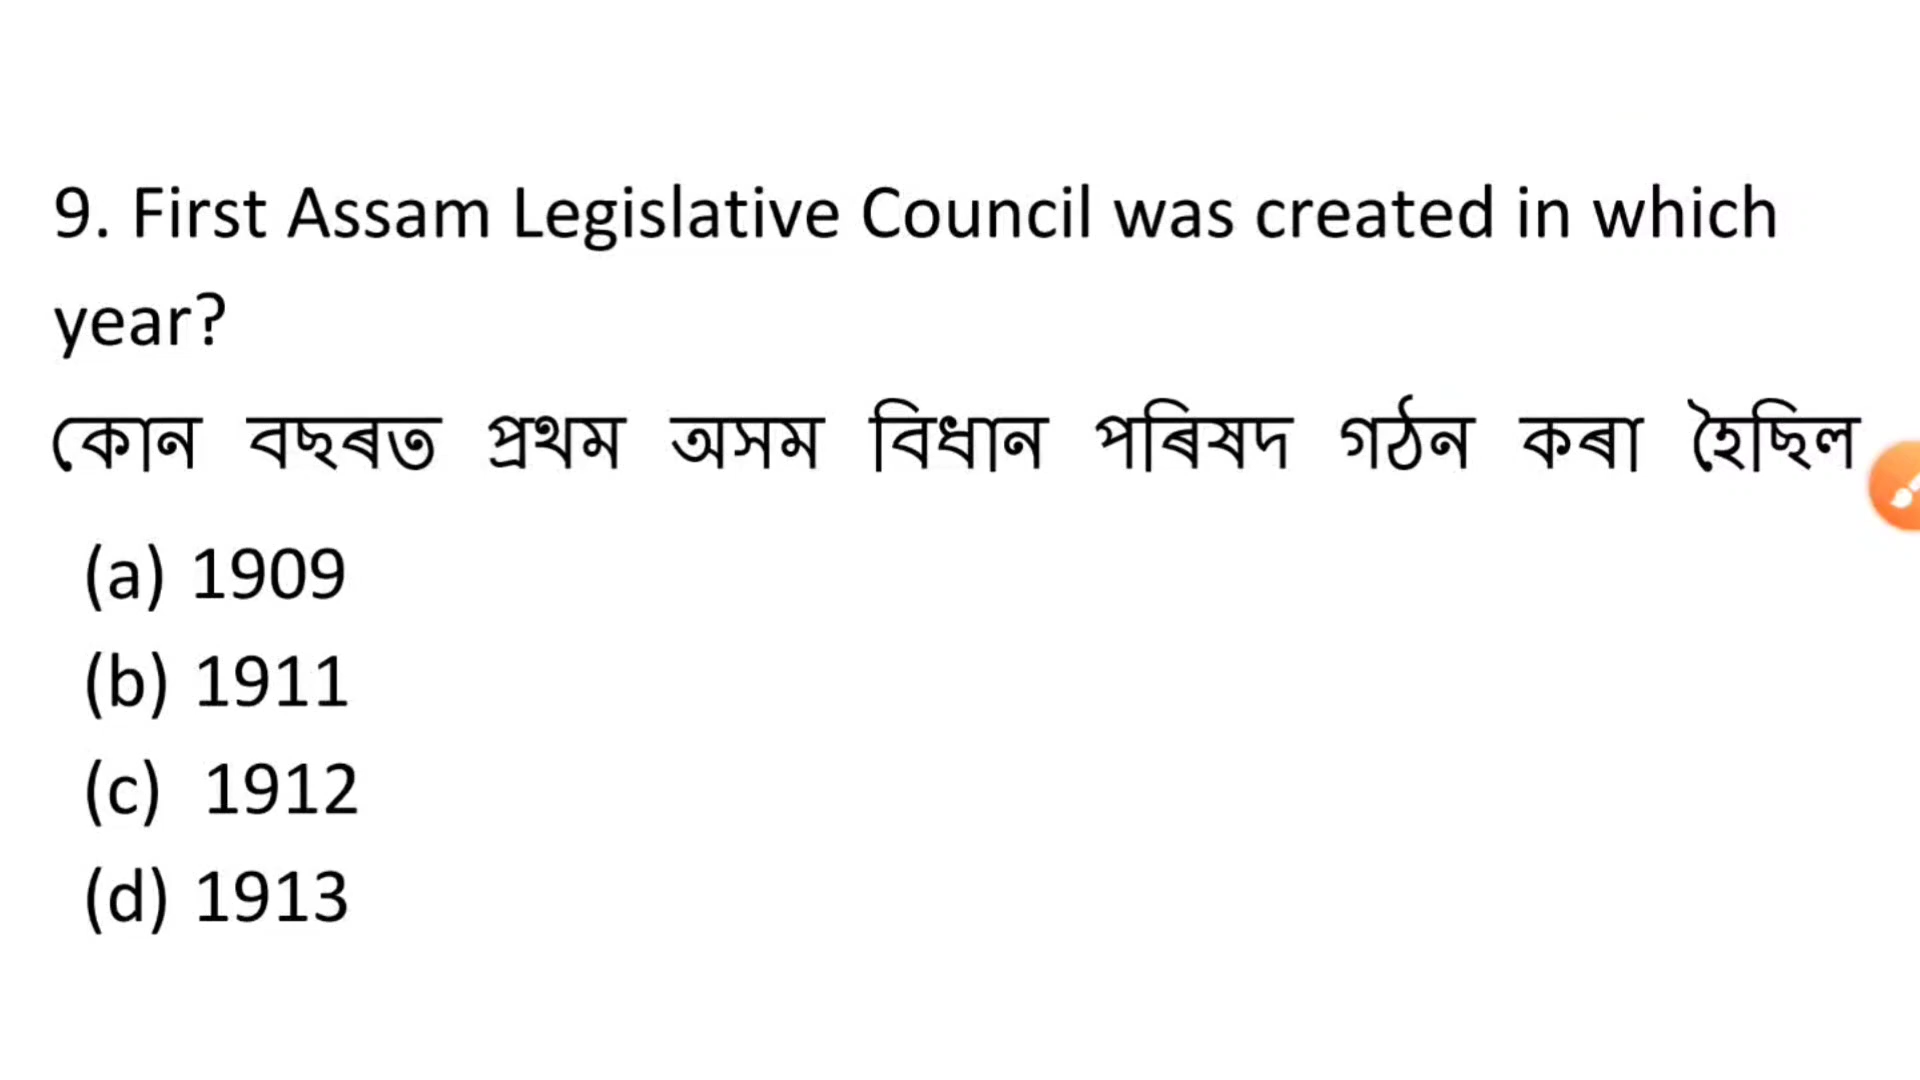 9. First Assam Legislative Council was created in which
year?
কোন বছৰত প্ৰথম অসম বিধান পৰিষদ গঠন কৰা হৈছিল
(a) 1909
(b) 1911
(c) 1912
(d) 1913